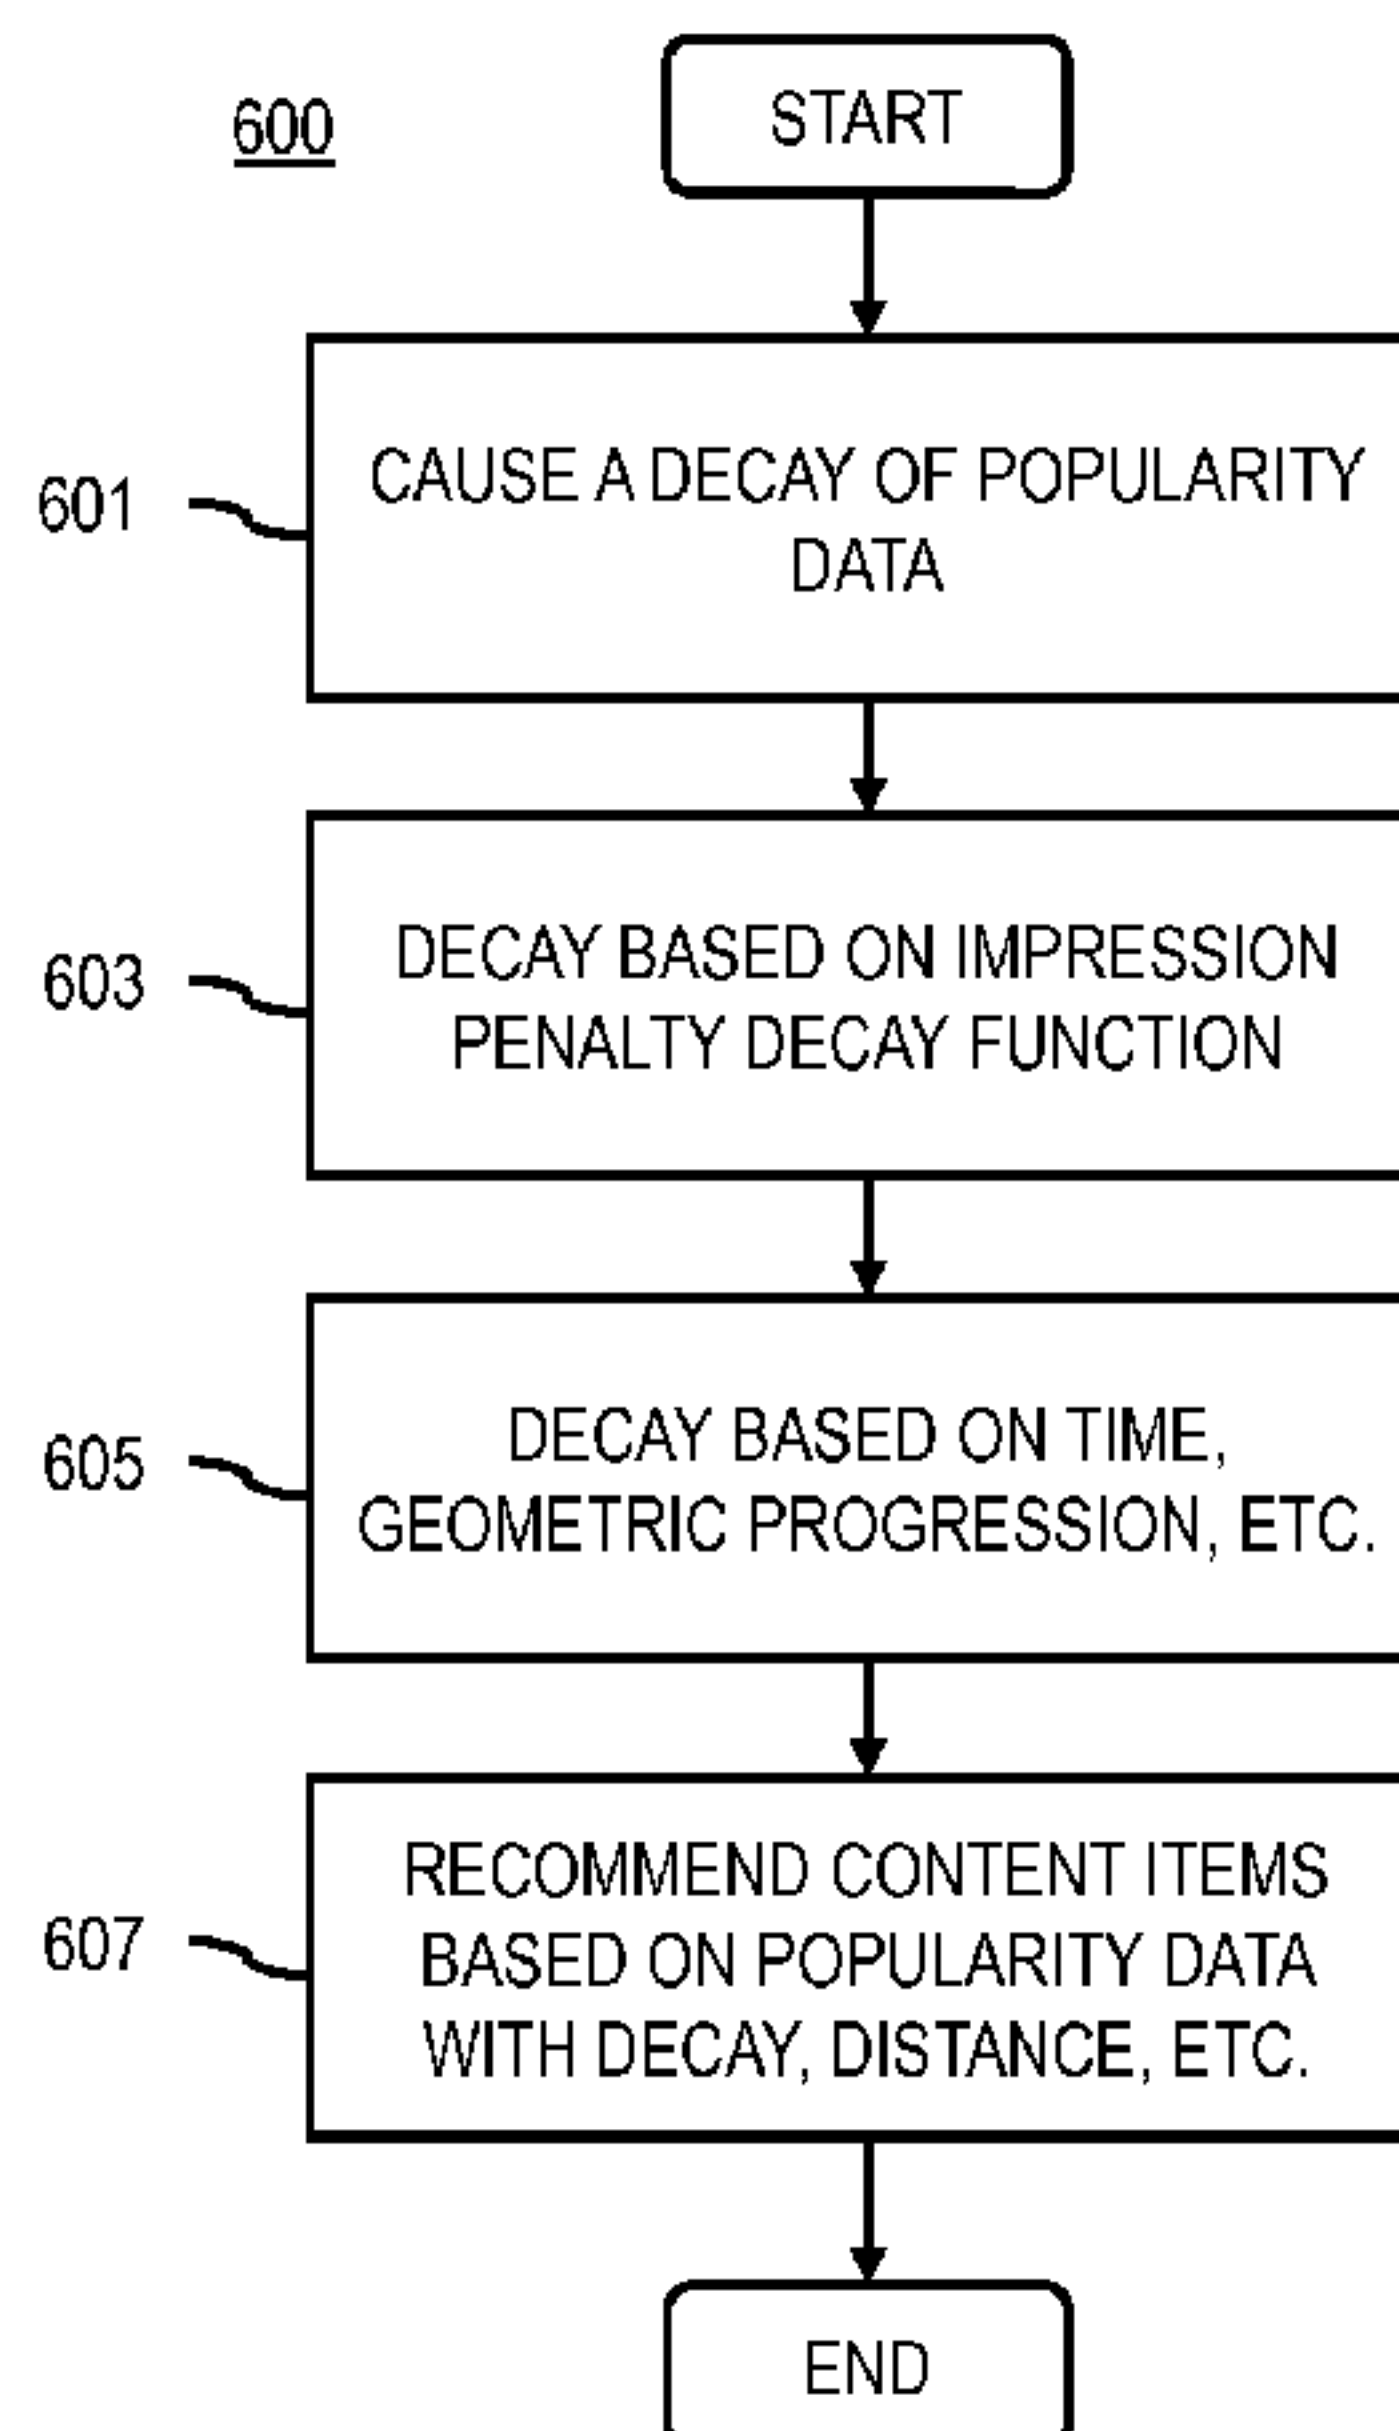 600
START
601
CAUSE A DECAY OF POPULARITY
DATA
603
DECAY BASED ON IMPRESSION
PENALTY DECAY FUNCTION
605
DECAY BASED ON TIME,
GEOMETRIC PROGRESSION, ETC.
607
RECOMMEND CONTENT ITEMS
BASED ON POPULARITY DATA
WITH DECAY, DISTANCE, ETC.
END